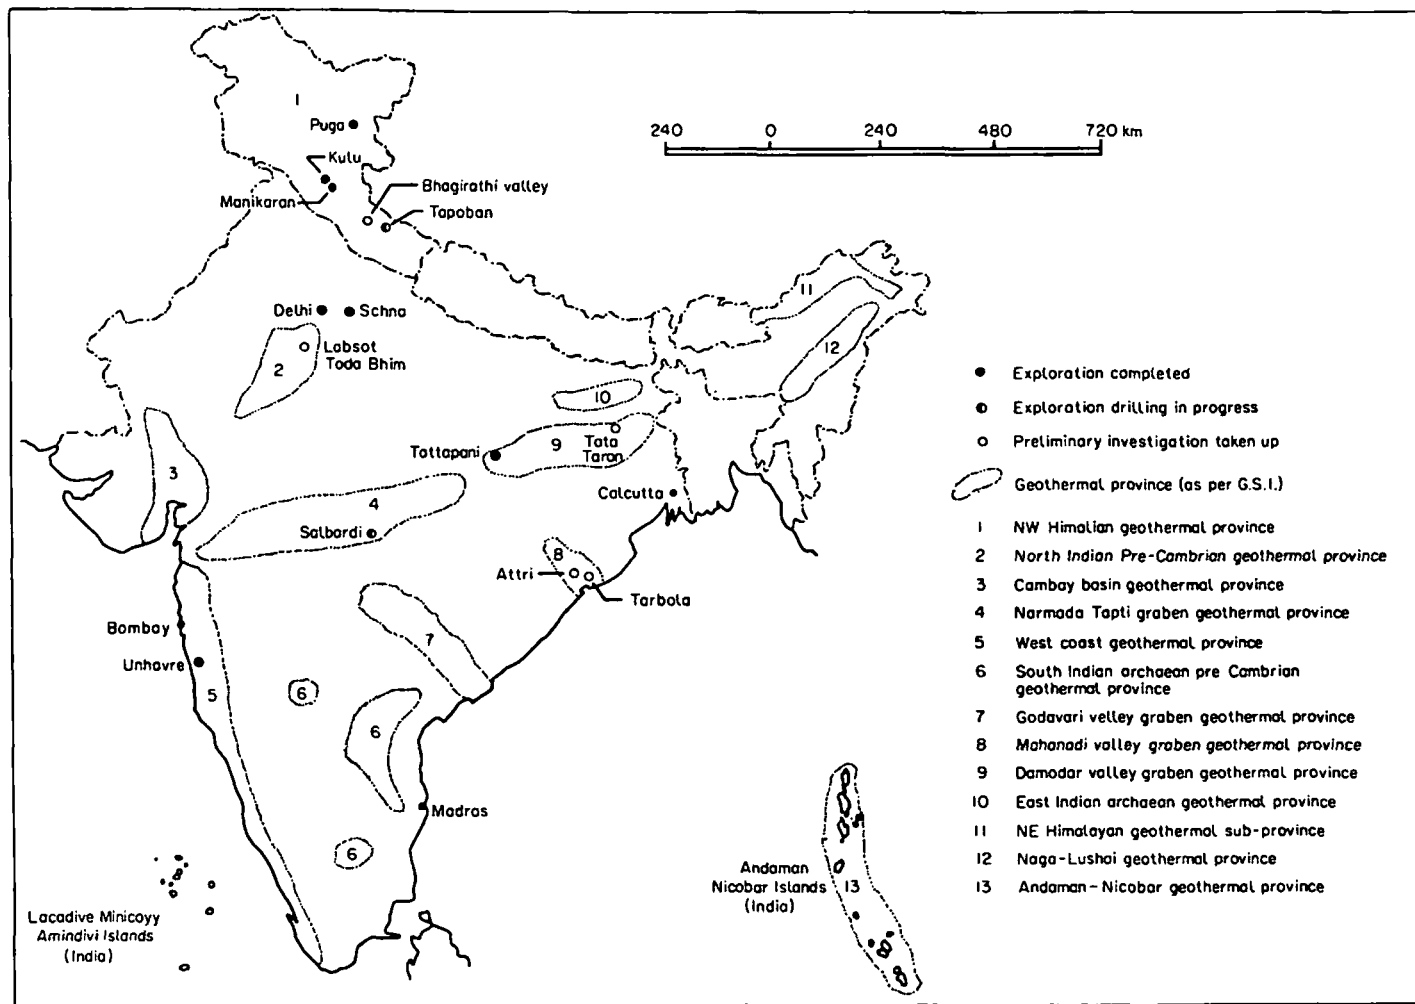 1
Puga
240 0 240 480 720 km
Kulu
Manikaran
Bhagirathi valley
Tapoban
11
Delhi
Schna
12
Labsot
Toda Bhim
2
10
9
Tata
Taron
Tattapani
3
4
Calcutta
Salbardi
8
Attri
Tarbola
Bombay
7
Unhavre
5
6
6
Madras
6
Andaman
Nicobar Islands
(India)
13
Lacadive Minicoyy
Amindivi Islands
(India)
Exploration completed
Exploration drilling in progress
Preliminary investigation taken up
Geothermal province (as per G.S.I.)
1 NW Himalian geothermal province
2 North Indian Pre-Cambrian geothermal province
3 Cambay basin geothermal province
4 Narmada Tapti graben geothermal province
5 West coast geothermal province
6 South Indian archaean pre Cambrian
geothermal province
7 Godavari velley graben geothermal province
8 Mahanadi valley graben geothermal province
9 Damodar valley graben geothermal province
10 East Indian archaean geothermal province
11 NE Himalayan geothermal sub-province
12 Naga-Lushai geothermal province
13 Andaman-Nicobar geothermal province